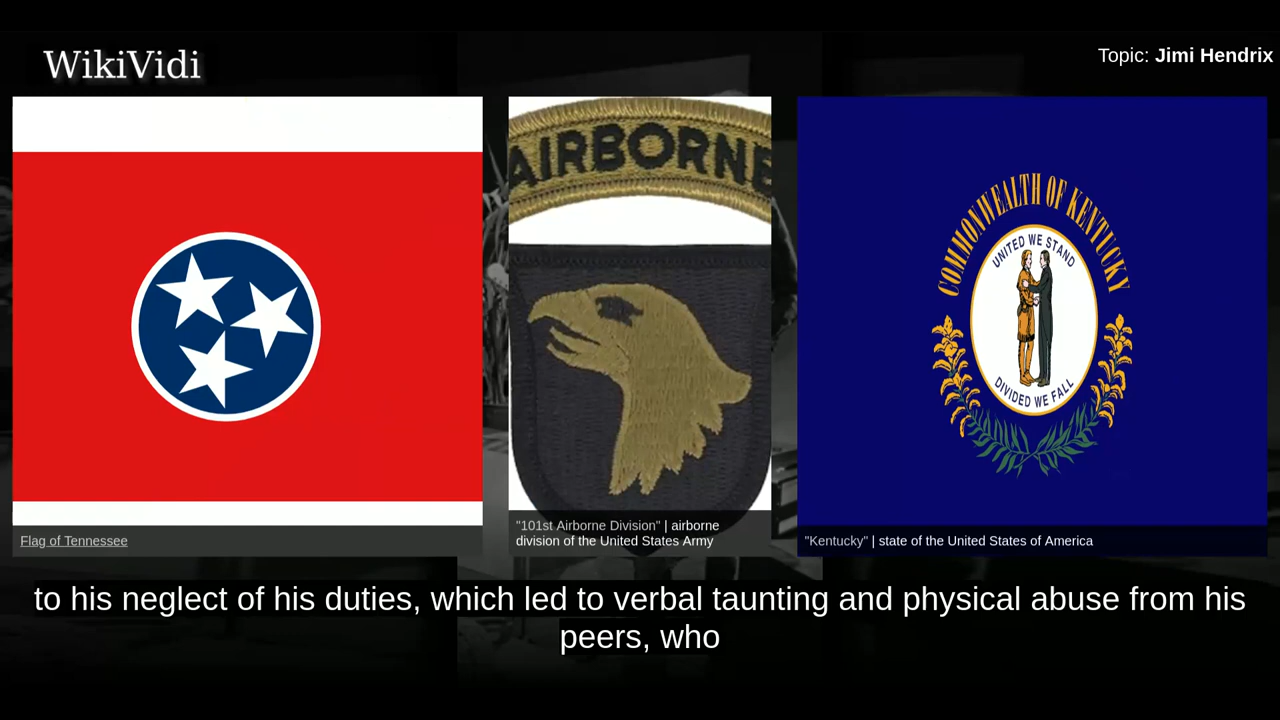 WikiVidi
Topic: Jimi Hendrix
AIRBORNE
COMMONWEALTH OF KENTUCKY
UNITED WE STAND
DIVIDED WE FALL
Flag of Tennessee
"101st Airborne Division" | airborne
division of the United States Army
"Kentucky" | state of the United States of America
to his neglect of his duties, which led to verbal taunting and physical abuse from his
peers, who